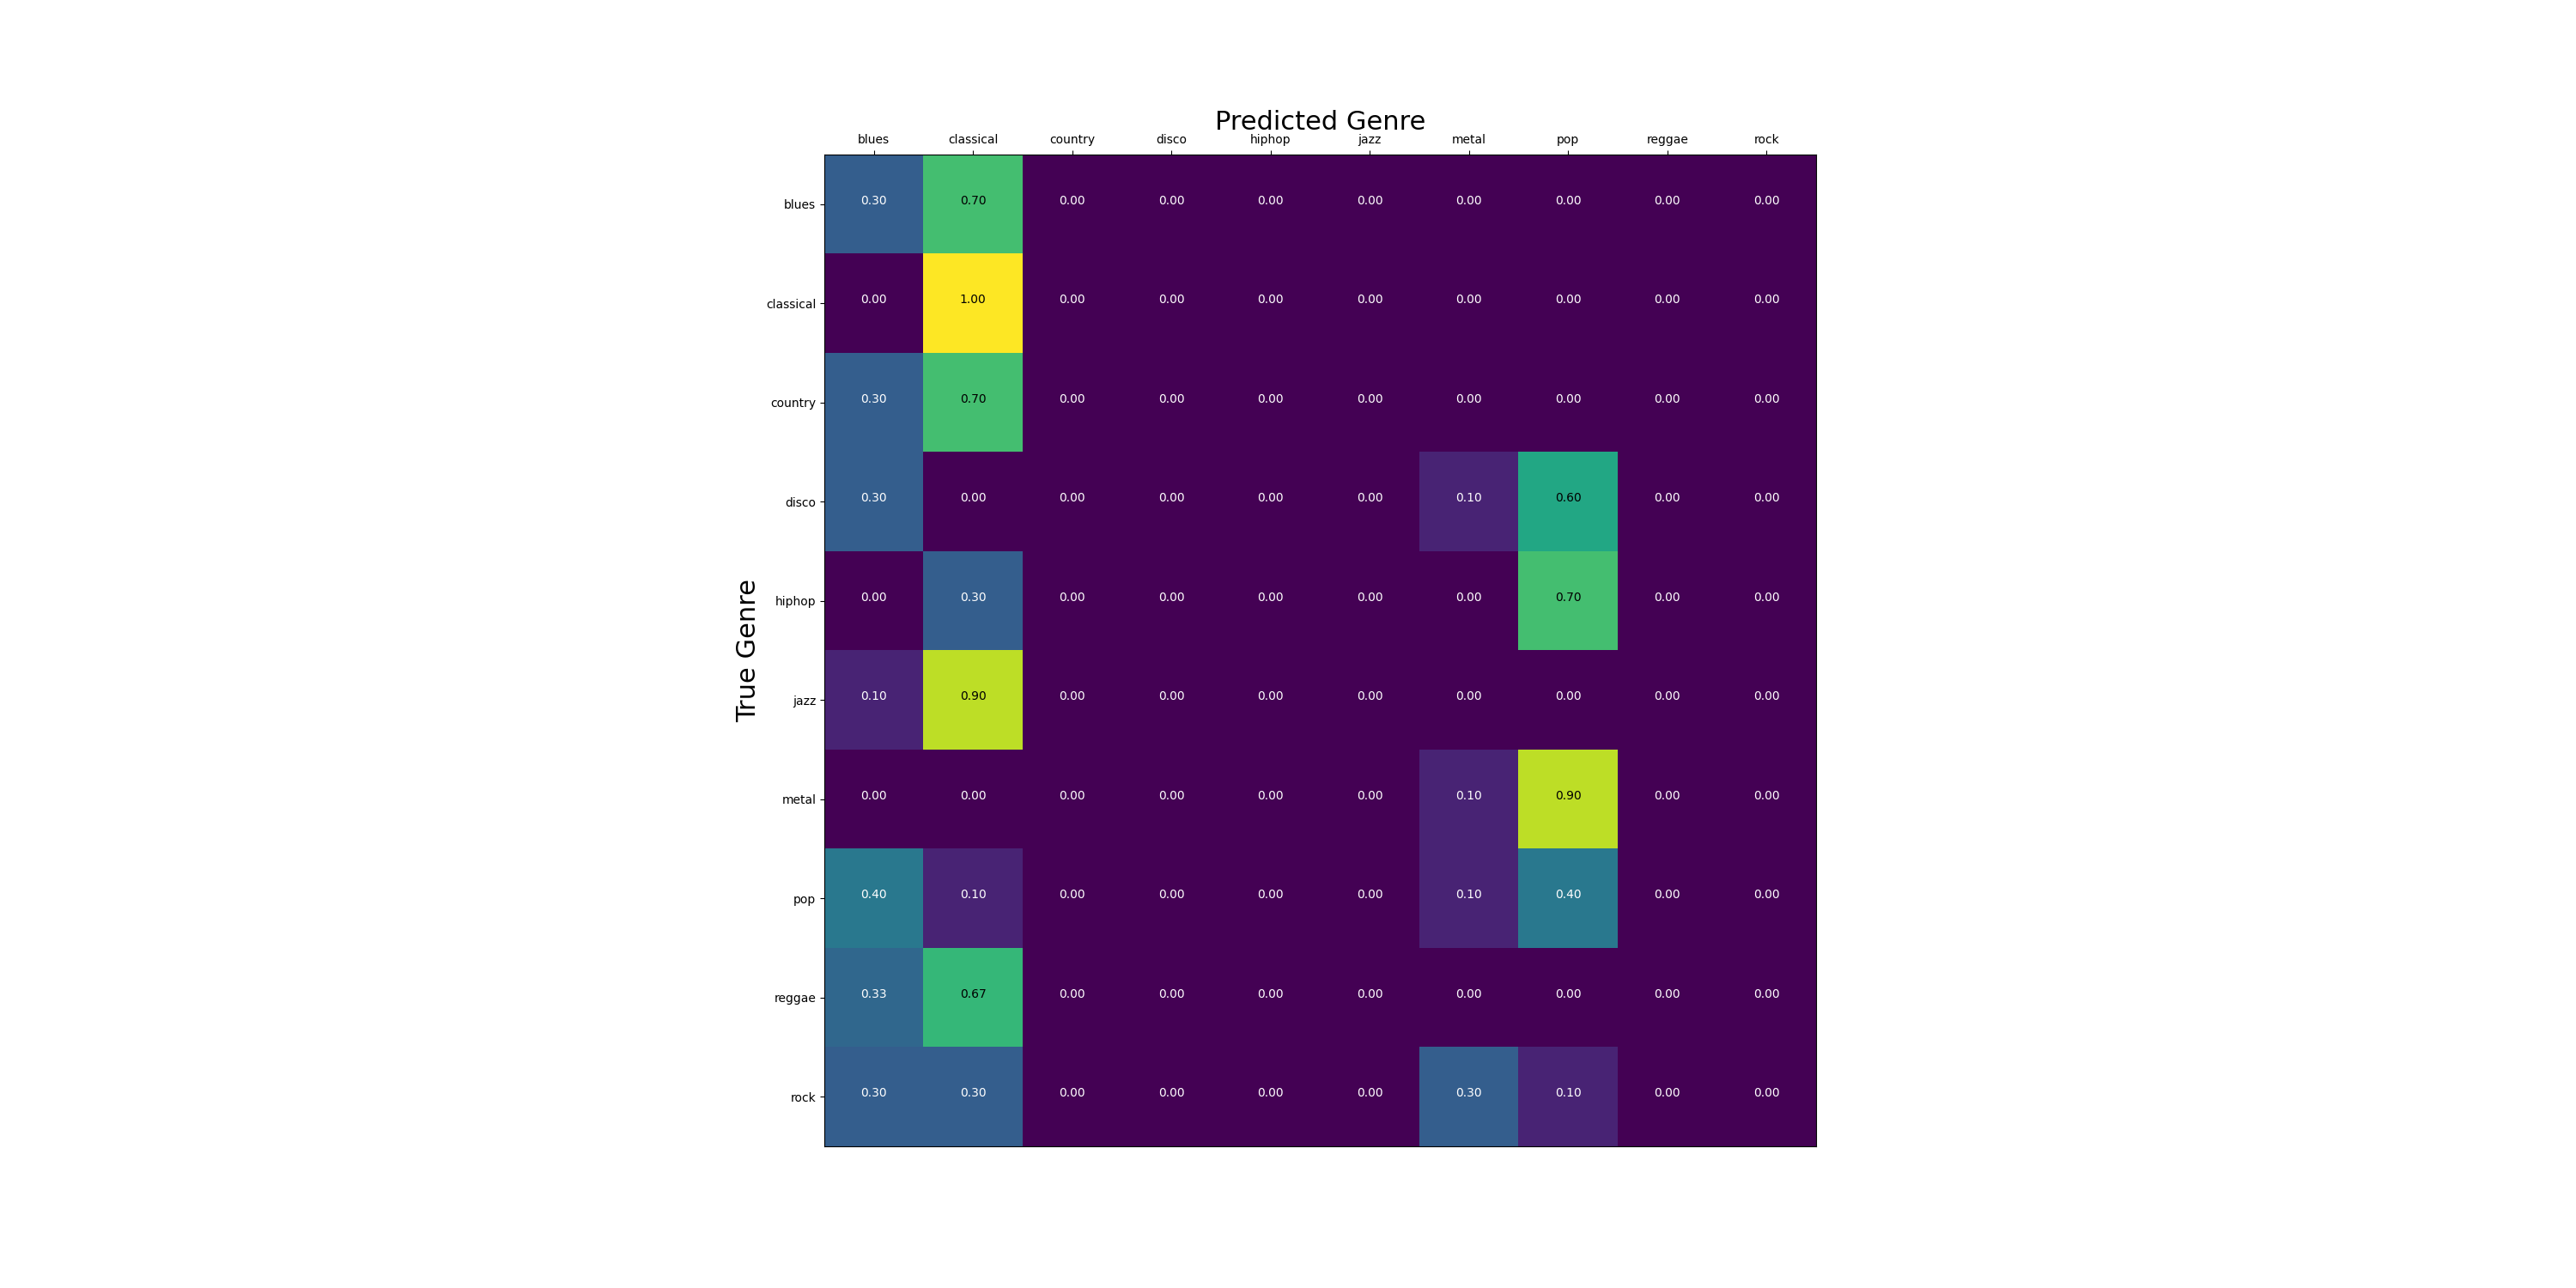 Predicted Genre
blues classical country disco hiphop jazz metal pop reggae rock
blues 0.30 0.70 0.00 0.00 0.00 0.00 0.00 0.00 0.00 0.00
classical 0.00 1.00 0.00 0.00 0.00 0.00 0.00 0.00 0.00 0.00
country 0.30 0.70 0.00 0.00 0.00 0.00 0.00 0.00 0.00 0.00
disco 0.30 0.00 0.00 0.00 0.00 0.00 0.10 0.60 0.00 0.00
hiphop 0.00 0.30 0.00 0.00 0.00 0.00 0.00 0.70 0.00 0.00
True Genre
jazz 0.10 0.90 0.00 0.00 0.00 0.00 0.00 0.00 0.00 0.00
metal 0.00 0.00 0.00 0.00 0.00 0.00 0.10 0.90 0.00 0.00
pop 0.40 0.10 0.00 0.00 0.00 0.00 0.10 0.40 0.00 0.00
reggae 0.33 0.67 0.00 0.00 0.00 0.00 0.00 0.00 0.00 0.00
rock 0.30 0.30 0.00 0.00 0.00 0.00 0.30 0.10 0.00 0.00